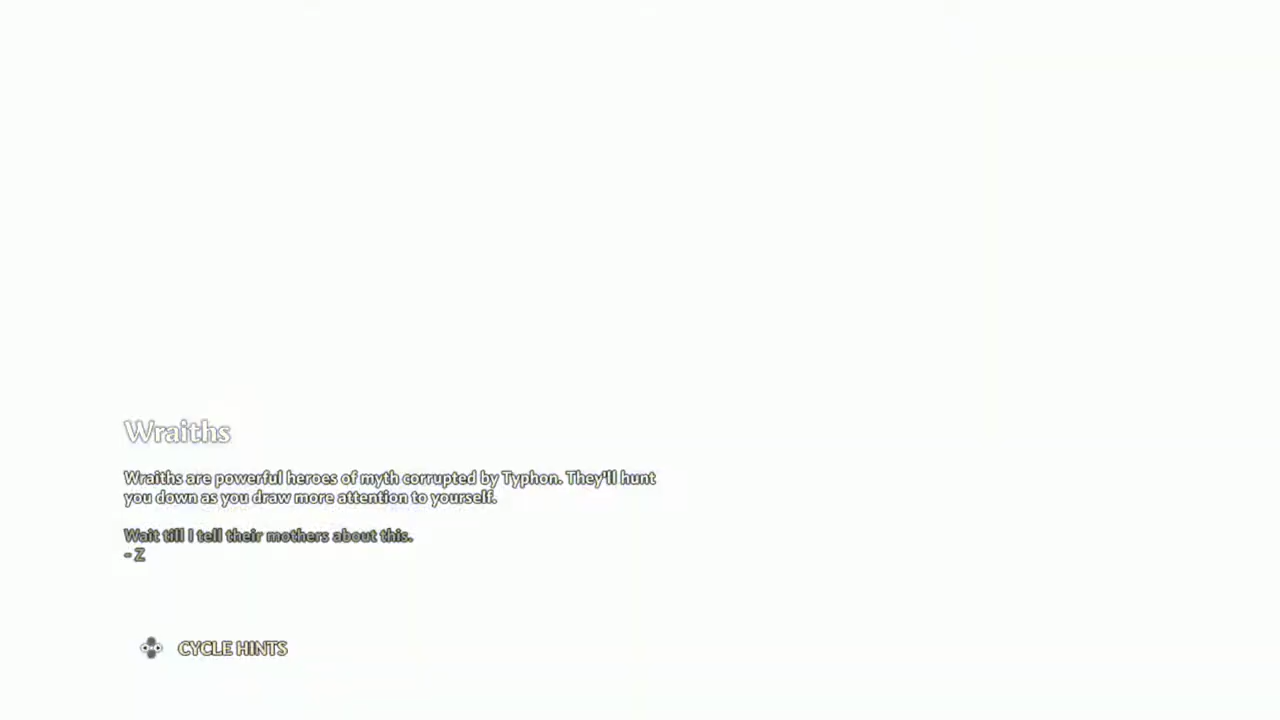 Wraiths
Wraiths are powerful heroes of myth corrupted by Typhon. They'll hunt
you down as you draw more attention to yourself.
Wait till I tell their mothers about this.
- Z
CYCLE HINTS